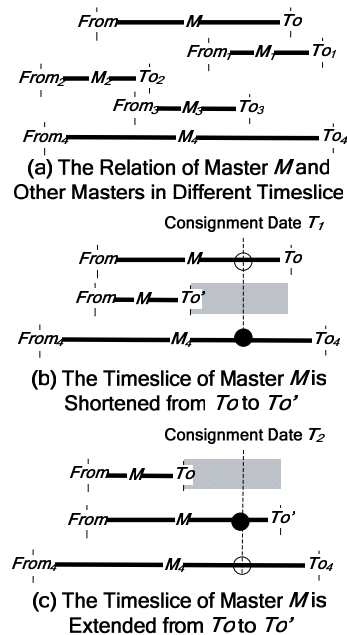 From M To
From₁ M₁ To₁
From₂ M₂ To₂
From₃ M₃ To₃
From₄ M₄ To₄
(a) The Relation of Master M and
Other Masters in Different Timeslice
Consignment Date T₁
From M To
From M To'
From₄ M₄ To₄
(b) The Timeslice of Master M is
Shortened from To to To'
Consignment Date T₂
From M To
From M To'
From₄ M₄ To₄
(c) The Timeslice of Master M is
Extended from To to To'